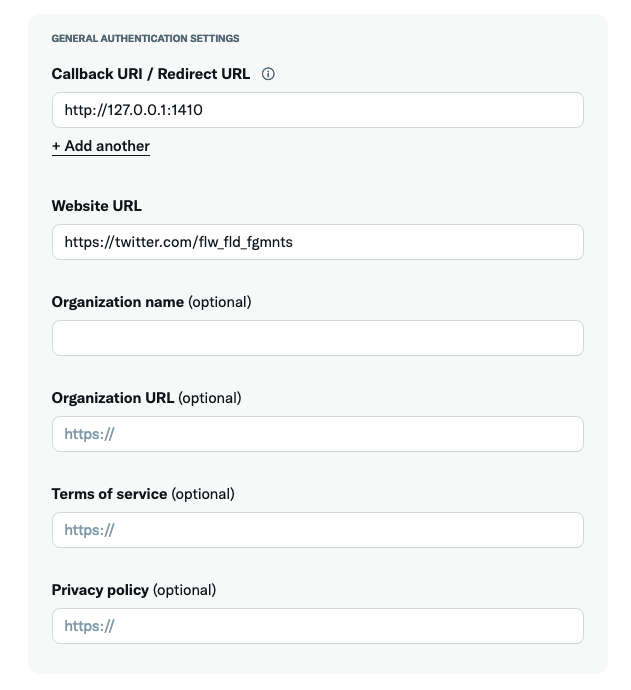 GENERAL AUTHENTICATION SETTINGS
Callback URI / Redirect URL
http://127.0.0.1:1410
+ Add another
Website URL
https://twitter.com/flw_fld_fgmnts
Organization name (optional)
Organization URL (optional)
https://
Terms of service (optional)
https://
Privacy policy (optional)
https://